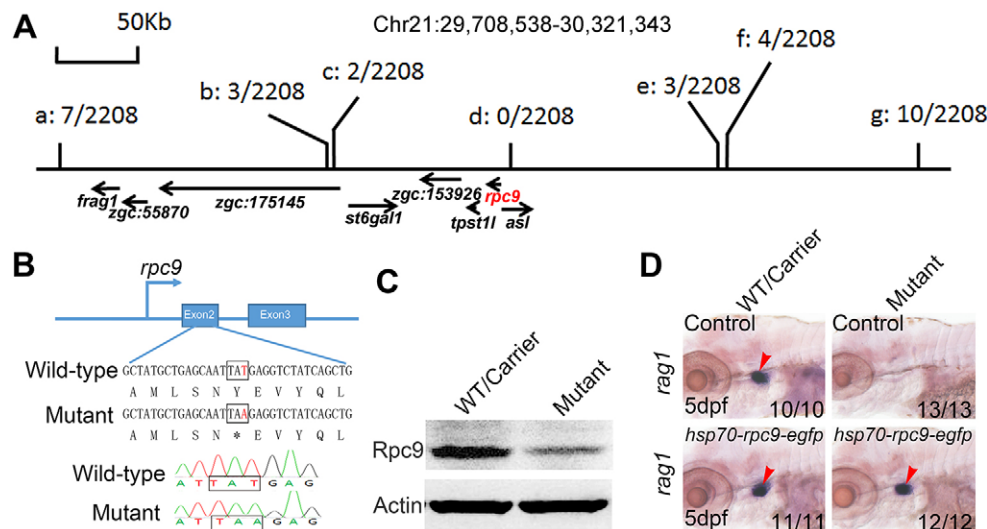 A
50Kb
Chr21:29,708,538-30,321,343
a: 7/2208
b: 3/2208
c: 2/2208
d: 0/2208
e: 3/2208
f: 4/2208
g: 10/2208
frag1
zgc:55870
zgc:175145
st6gal1
zgc:153926
rpc9
tpst1l
asl
B
rpc9
Exon2
Exon3
Wild-type GCTATGCTGAGCAATTATGAGGTCTATCAGCTG
A M L S N Y E V Y Q L
Mutant GCTATGCTGAGCAATTAAGAGGTCTATCAGCTG
A M L S N * E V Y Q L
Wild-type
A T T A T G A G
Mutant
A T T A A G A G
C
WT/Carrier
Mutant
Rpc9
Actin
D
WT/Carrier
Mutant
rag1
Control
5dpf
10/10
Control
13/13
rag1
hsp70-rpc9-egfp
5dpf
11/11
hsp70-rpc9-egfp
12/12